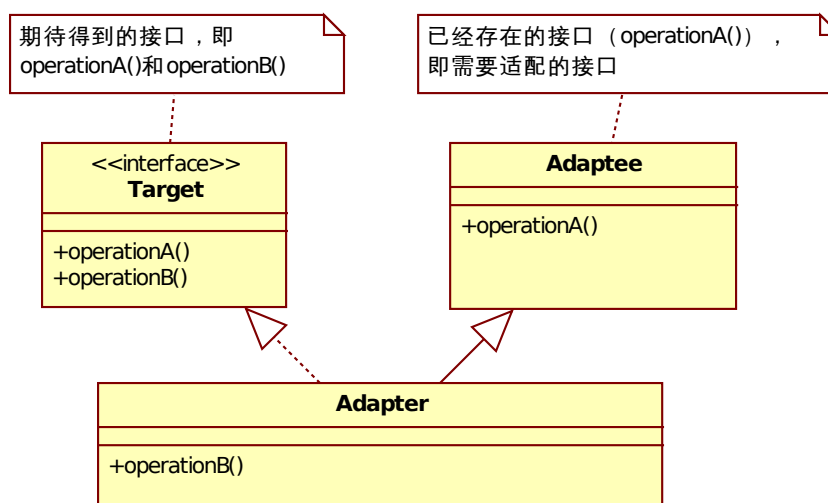 期待得到的接口，即
operationA()和operationB()
已经存在的接口（operationA()），
即需要适配的接口
<<interface>>
Target
+operationA()
+operationB()
Adaptee
+operationA()
Adapter
+operationB()